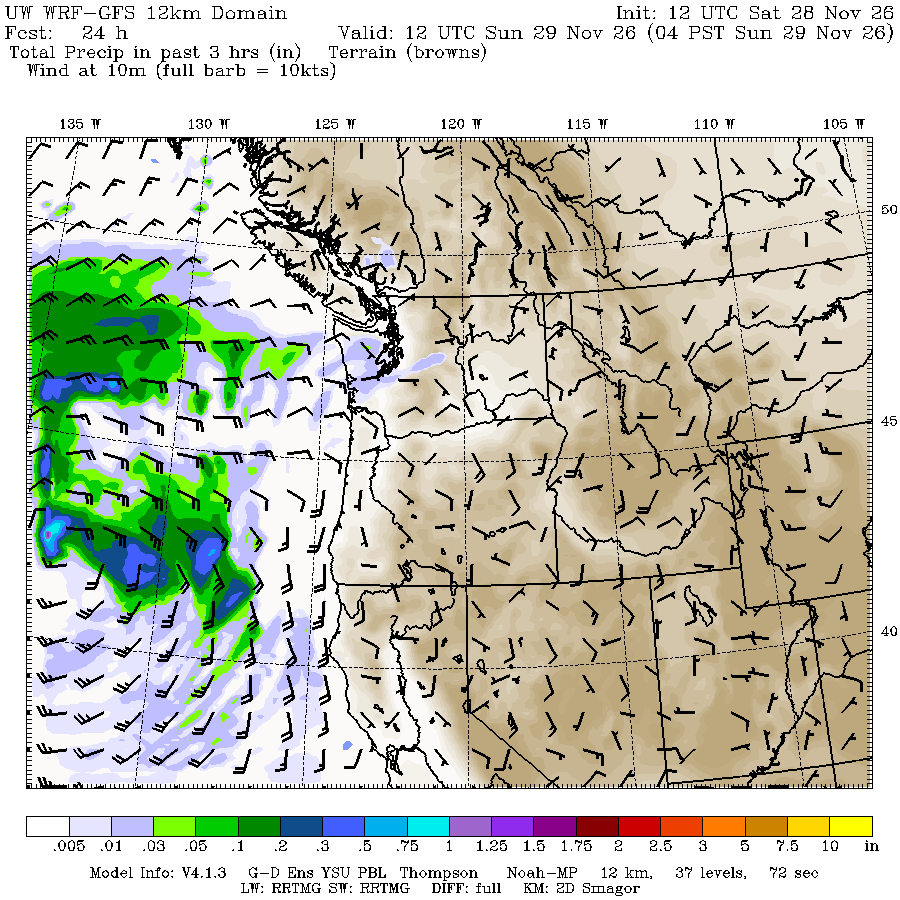 UW WRF-GFS 12km Domain Init: 12 UTC Sat 28 Nov 26
Fcst: 24 h Valid: 12 UTC Sun 29 Nov 26 (04 PST Sun 29 Nov 26)
Total Precip in past 3 hrs (in) Terrain (browns)
Wind at 10m (full barb = 10kts)
135 W 130 W 125 W 120 W 115 W 110 W 105 W
50
45
40
.005 .01 .03 .05 .1 .2 .3 .5 .75 1 1.25 1.5 1.75 2 2.5 3 5 7.5 10 in
Model Info: V4.1.3 G-D Ens YSU PBL Thompson Noah-MP 12 km, 37 levels, 72 sec
LW: RRTMG SW: RRTMG DIFF: full KM: 2D Smagor